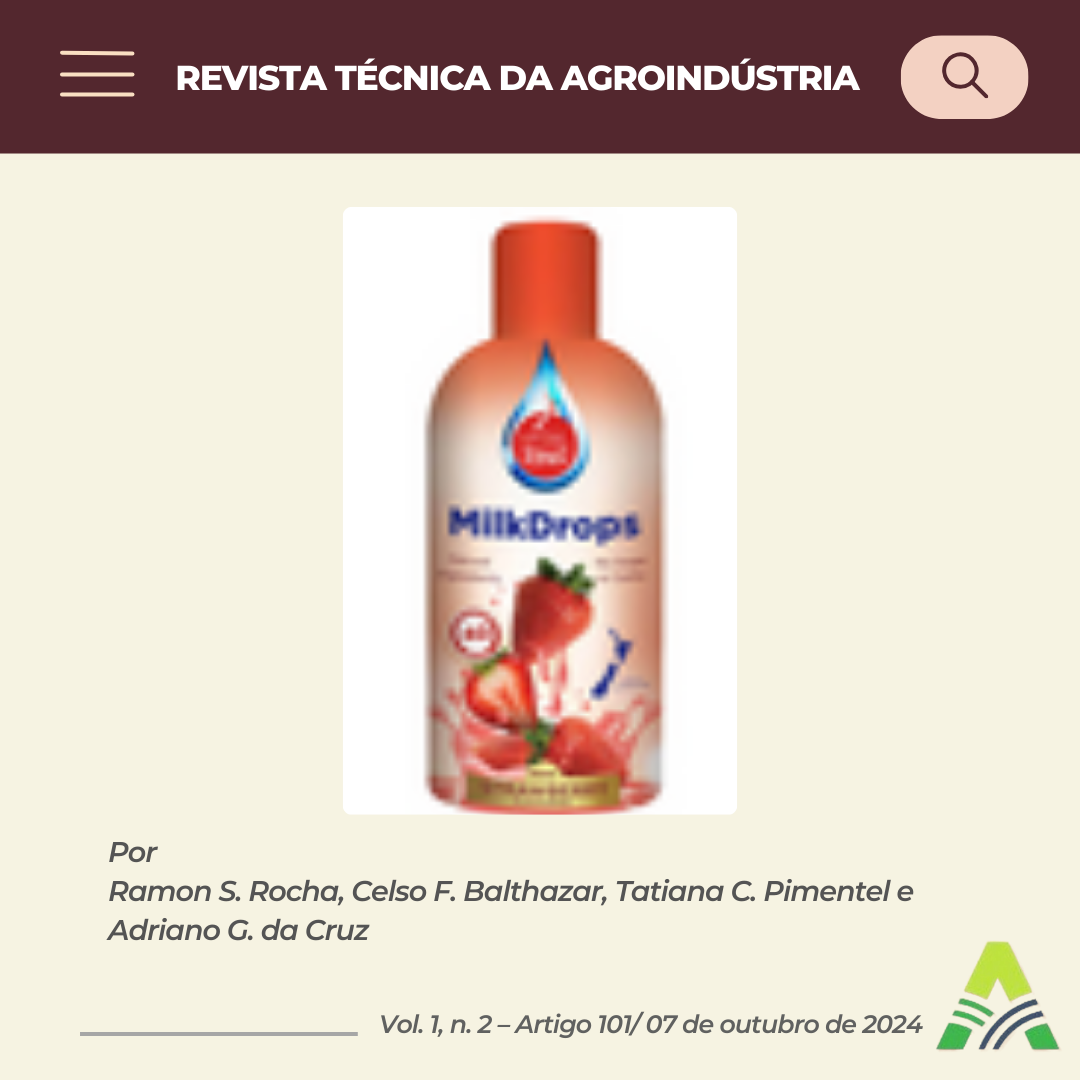 REVISTA TÉCNICA DA AGROINDÚSTRIA
MilkDrops
Por
Ramon S. Rocha, Celso F. Balthazar, Tatiana C. Pimentel e
Adriano G. da Cruz
Vol. 1, n. 2 – Artigo 101/ 07 de outubro de 2024